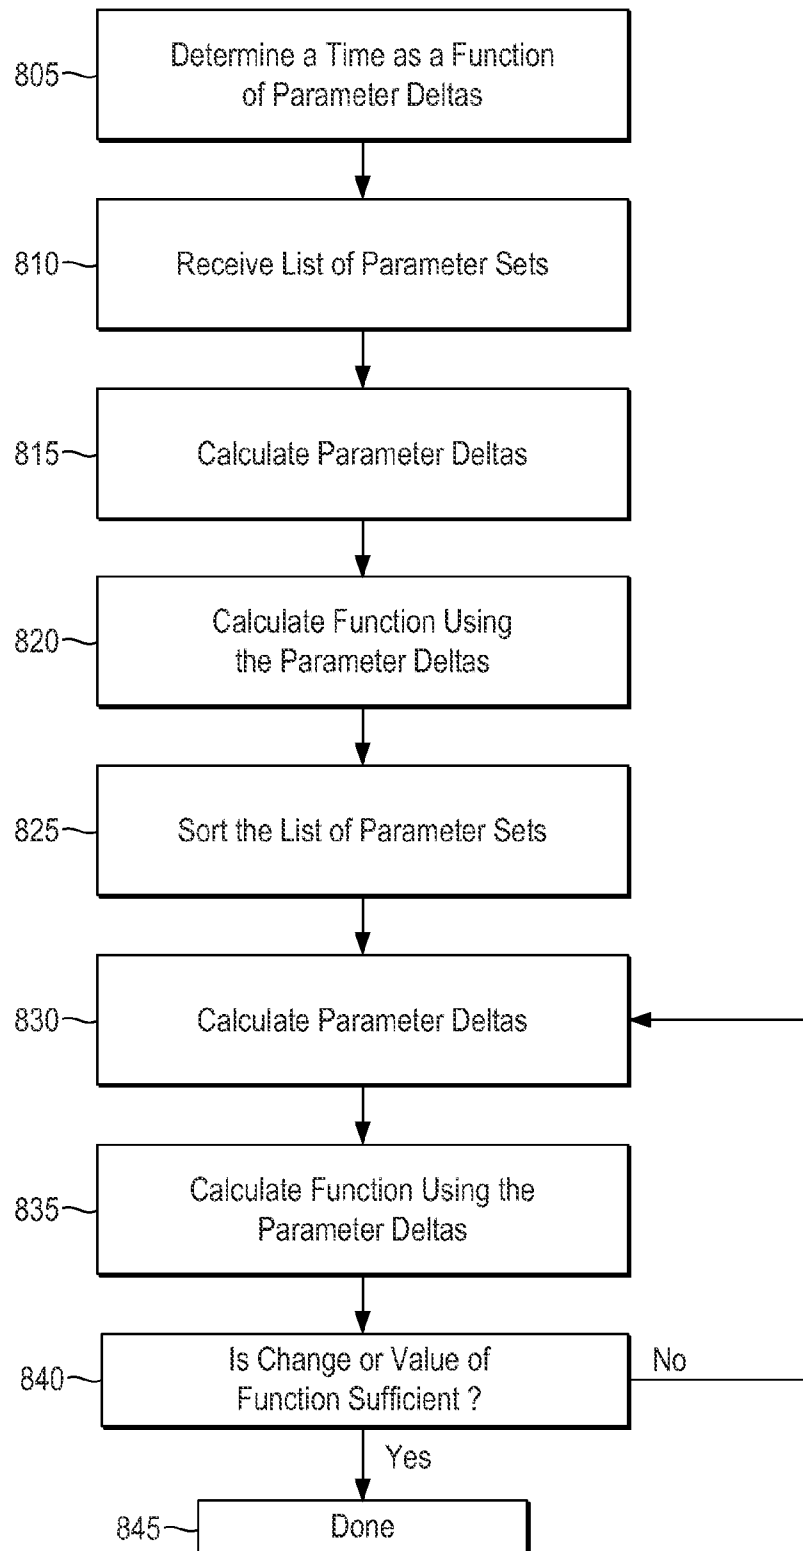 805
Determine a Time as a Function
of Parameter Deltas
810
Receive List of Parameter Sets
815
Calculate Parameter Deltas
820
Calculate Function Using
the Parameter Deltas
825
Sort the List of Parameter Sets
830
Calculate Parameter Deltas
835
Calculate Function Using the
Parameter Deltas
840
Is Change or Value of
Function Sufficient ?
No
Yes
845
Done